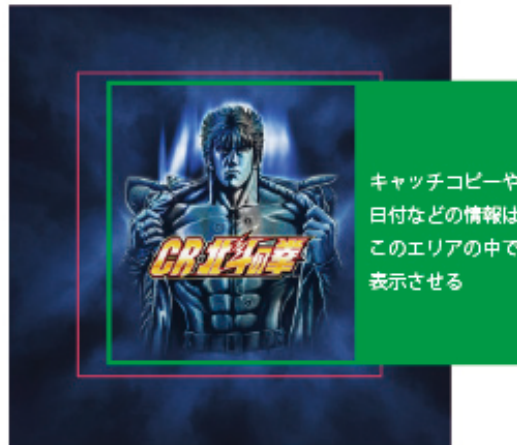 CR北斗の拳
キャッチコピーや
日付などの情報は
このエリアの中で
表示させる